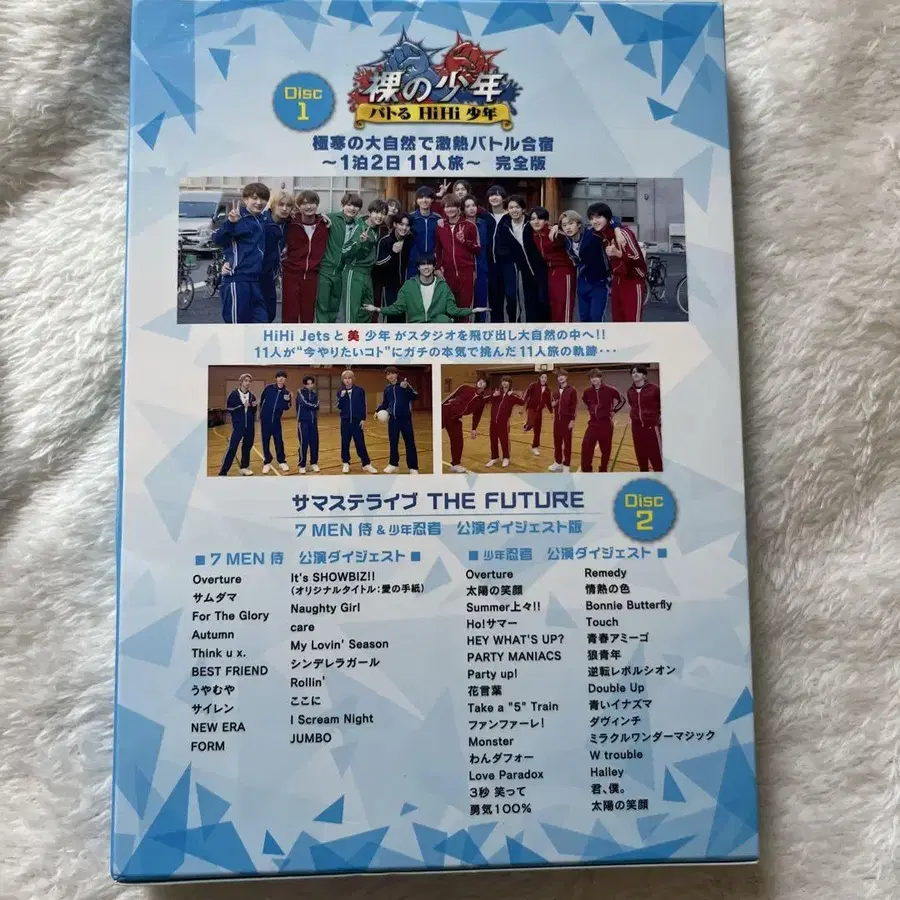 Disc
1
裸の少年
バトる HiHi 少年
極寒の大自然で激熱バトル合宿
～1泊2日 11人旅～ 完全版
HiHi Jetsと美 少年 がスタジオを飛び出し大自然の中へ!!
11人が“今やりたいコト”にガチの本気で挑んだ11人旅の軌跡・・・
サマステライブ THE FUTURE
Disc
2
7 MEN 侍 & 少年忍者 公演ダイジェスト版
■ 7 MEN 侍 公演ダイジェスト ■
Overture
サムダマ
For The Glory
Autumn
Think u x.
BEST FRIEND
うやむや
サイレン
NEW ERA
FORM
It's SHOWBIZ!!
(オリジナルタイトル:愛の手紙)
Naughty Girl
care
My Lovin' Season
シンデレラガール
Rollin'
ここに
I Scream Night
JUMBO
■ 少年忍者 公演ダイジェスト ■
Overture
太陽の笑顔
Summer上々!!
Ho!サマー
HEY WHAT'S UP?
PARTY MANIACS
Party up!
花言葉
Take a "5" Train
ファンファーレ!
Monster
わんダフォー
Love Paradox
3秒 笑って
勇気100%
Remedy
情熱の色
Bonnie Butterfly
Touch
青春アミーゴ
狼青年
逆転レボルシオン
Double Up
青いイナズマ
ダヴィンチ
ミラクルワンダーマジック
W trouble
Halley
君、僕。
太陽の笑顔